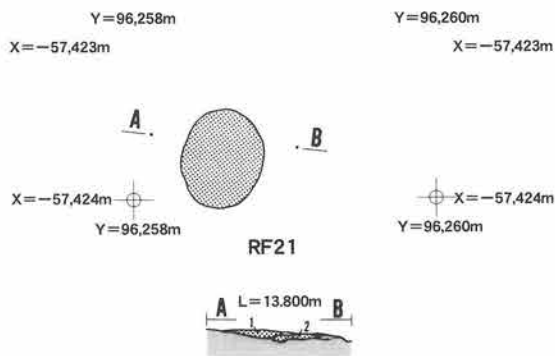 Y=96,258m
Y=96,260m
X=-57,423m
X=-57,423m
A
B
X=-57,424m
X=-57,424m
Y=96,258m
Y=96,260m
RF21
L=13.800m
A
B
1
2